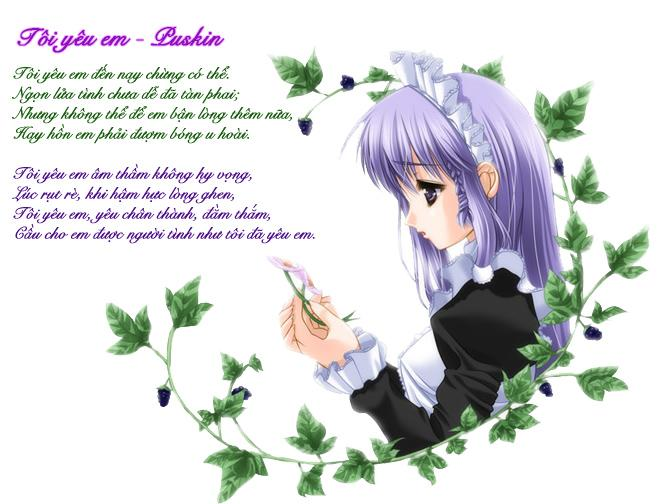 Tôi yêu em - Puskin
Tôi yêu em đến nay chừng có thể.
Ngọn lửa tình chưa dễ đã tàn phai;
Nhưng không thể để em bận lòng thêm nữa,
Hay hồn em phải đượm bóng u hoài.
Tôi yêu em âm thầm không hy vọng,
Lúc rụt rè, khi hậm hực lòng ghen,
Tôi yêu em, yêu chân thành, đằm thắm,
Cầu cho em được người tình như tôi đã yêu em.